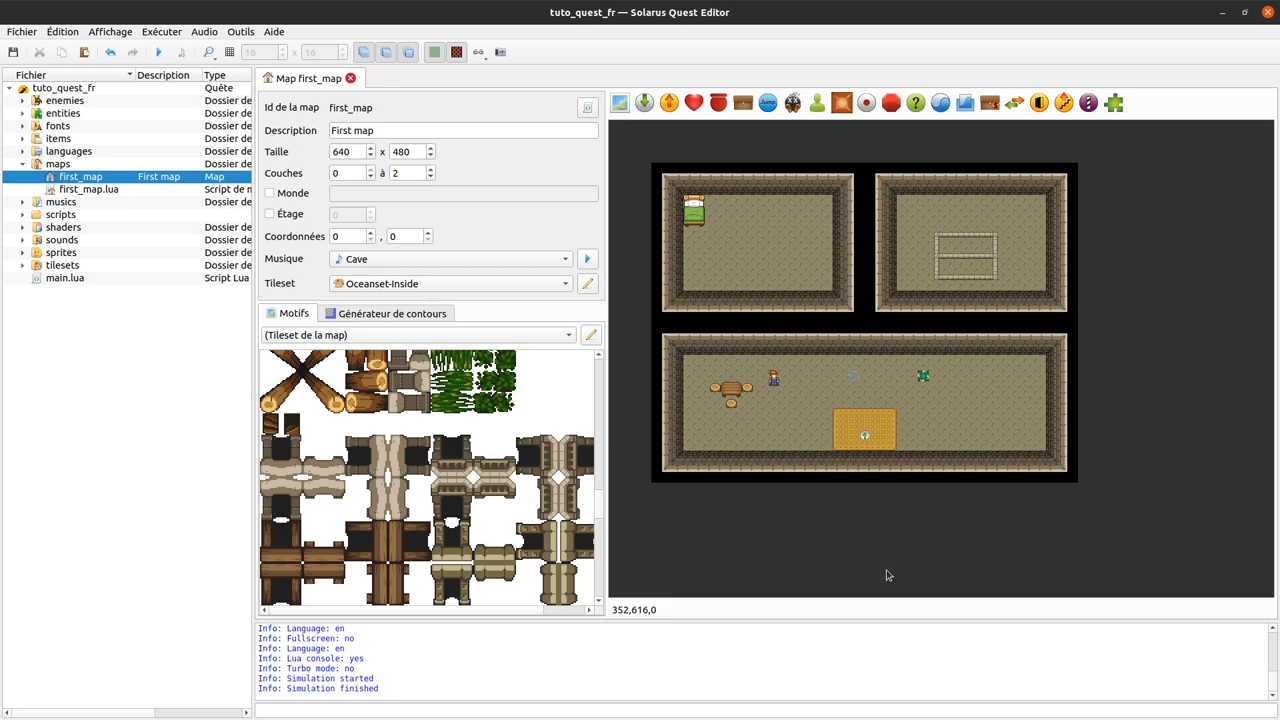 tuto_quest_fr — Solarus Quest Editor
Fichier Édition Affichage Exécuter Audio Outils Aide
16 x 16
Fichier Description Type
tuto_quest_fr Quête
enemies Dossier de
entities Dossier de
fonts Dossier de
items Dossier de
languages Dossier de
maps Dossier de
first_map First map Map
first_map.lua Script de m
musics Dossier de
scripts
shaders Dossier de
sounds Dossier de
sprites Dossier de
tilesets Dossier de
main.lua Script Lua
Map first_map
Id de la map first_map
Description First map
Taille 640 x 480
Couches 0 à 2
Monde
Étage 0
Coordonnées 0 , 0
Musique Cave
Tileset Oceanset-Inside
Motifs Générateur de contours
(Tileset de la map)
Jump
352,616,0
Info: Language: en
Info: Fullscreen: no
Info: Language: en
Info: Lua console: yes
Info: Turbo mode: no
Info: Simulation started
Info: Simulation finished